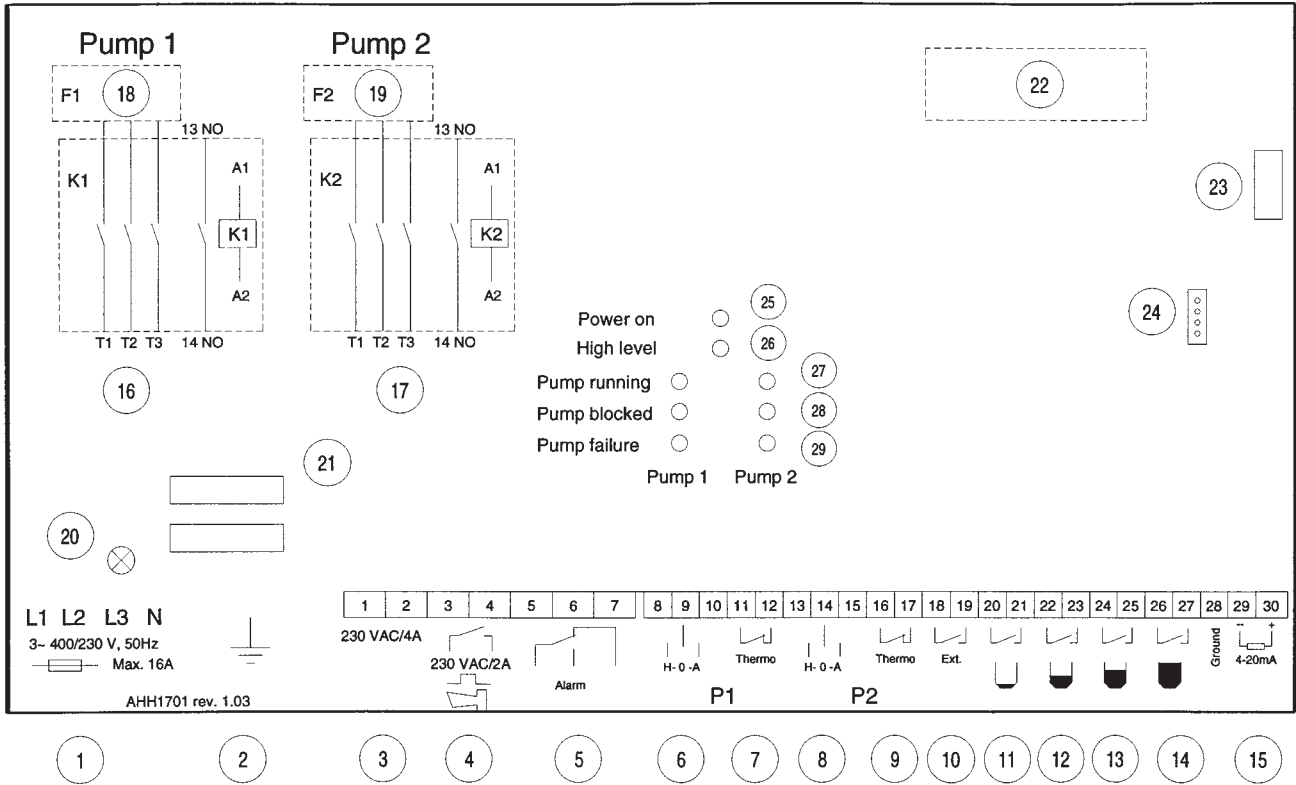 Pump 1
Pump 2
F1 18
F2 19
22
13 NO
13 NO
K1
A1
K2
A1
23
K1
K2
A2
A2
24
25
Power on
26
High level
T1 T2 T3 14 NO
T1 T2 T3 14 NO
16
17
27
Pump running
28
Pump blocked
29
Pump failure
Pump 1 Pump 2
21
20
1 2 3 4 5 6 7 8 9 10 11 12 13 14 15 16 17 18 19 20 21 22 23 24 25 26 27 28 29 30
L1 L2 L3 N
3~ 400/230 V, 50Hz
Max. 16A
AHH1701 rev. 1.03
230 VAC/4A
230 VAC/2A
Alarm
H- 0 -A
Thermo
P1
H- 0 -A
P2
Thermo
Ext.
Ground
- +
4-20mA
1 2 3 4 5 6 7 8 9 10 11 12 13 14 15